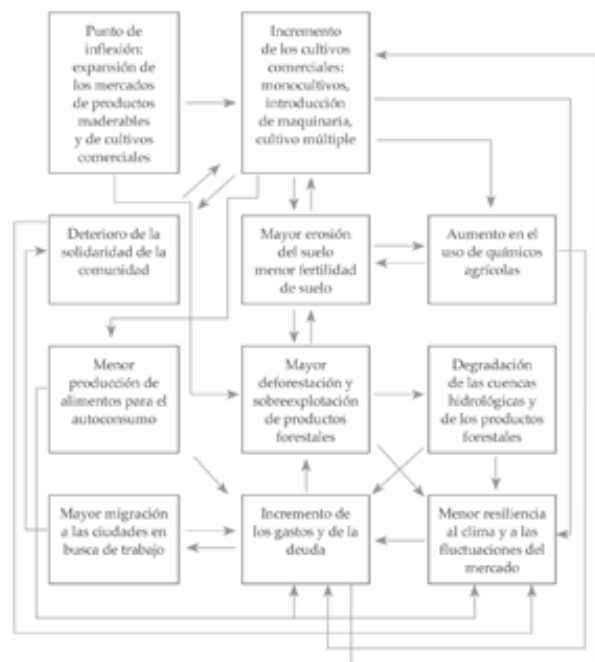 Punto de
inflexión:
expansión de
los mercados
de productos
maderables
y de cultivos
comerciales
Incremento
de los cultivos
comerciales:
monocultivos,
introducción
de maquinaria,
cultivo múltiple
Deterioro de la
solidaridad de la
comunidad
Mayor erosión
del suelo
menor fertilidad
de suelo
Aumento en el
uso de químicos
agrícolas
Menor
producción de
alimentos para el
autoconsumo
Mayor
deforestación y
sobreexplotación
de productos
forestales
Degradación
de las cuencas
hidrológicas y
de los productos
forestales
Mayor migración
a las ciudades en
busca de trabajo
Incremento de
los gastos y de la
deuda
Menor resiliencia
al clima y a las
fluctuaciones del
mercado